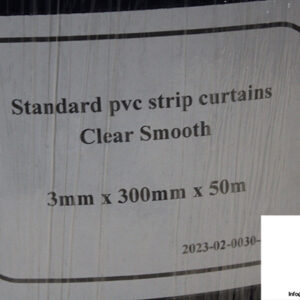 Standard pvc strip curtains
Clear Smooth
3mm x 300mm x 50m
2023-02-0030-